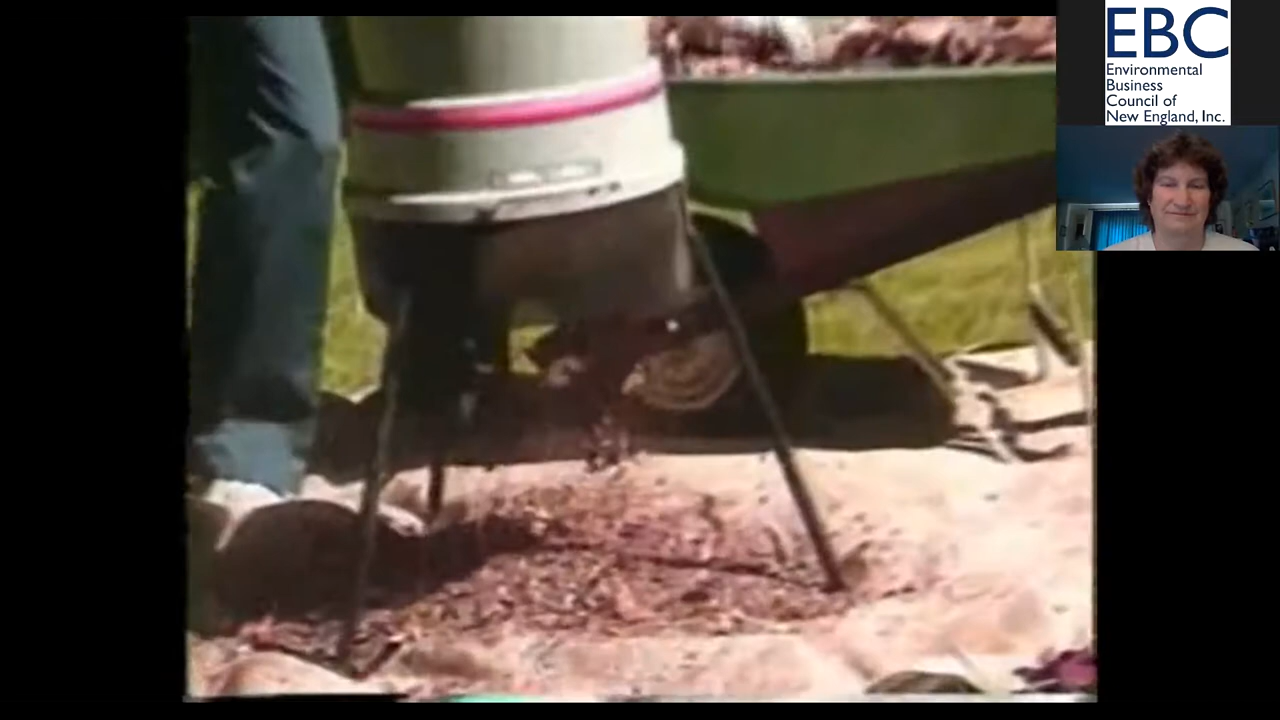 EBC
Environmental
Business
Council of
New England, Inc.